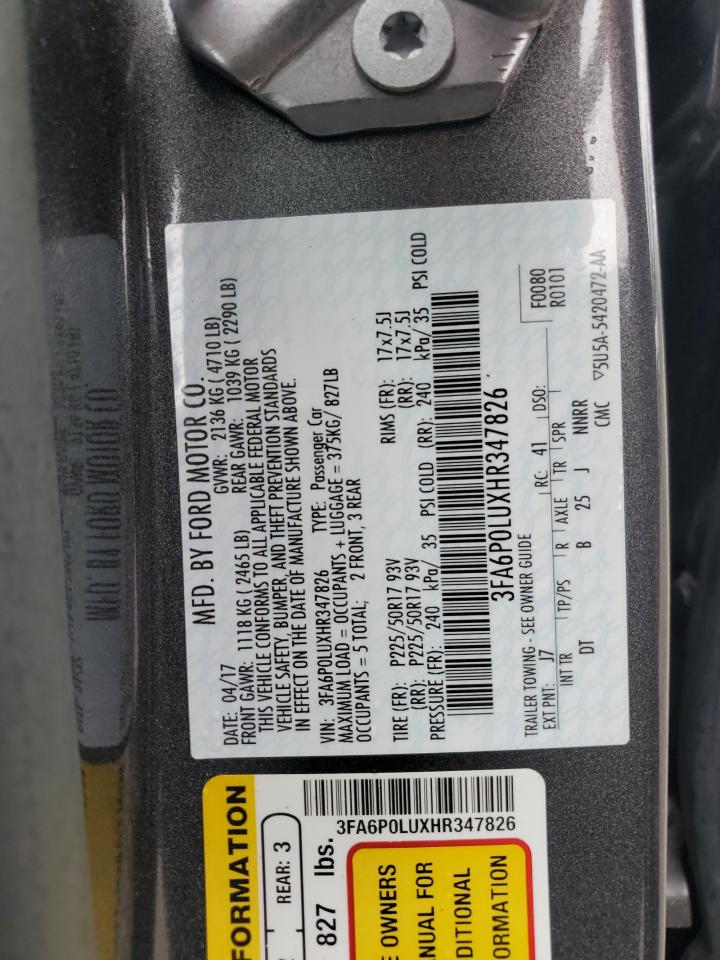 MFD. BY FORD MOTOR CO.
DATE: 04/17 GVWR: 2136 KG ( 4710 LB)
FRONT GAWR: 1118 KG ( 2465 LB) REAR GAWR: 1039 KG ( 2290 LB)
THIS VEHICLE CONFORMS TO ALL APPLICABLE FEDERAL MOTOR
VEHICLE SAFETY, BUMPER, AND THEFT PREVENTION STANDARDS
IN EFFECT ON THE DATE OF MANUFACTURE SHOWN ABOVE.
VIN: 3FA6P0LUXHR347826 TYPE: Passenger Car
MAXIMUM LOAD = OCCUPANTS + LUGGAGE = 375KG/ 827LB
OCCUPANTS = 5 TOTAL; 2 FRONT, 3 REAR
TIRE (FR): P225/50R17 93V RIMS (FR): 17x7.5J
(RR): P225/50R17 93V (RR): 17x7.5J
PRESSURE (FR): 240 kPa/ 35 PSI COLD (RR): 240 kPa/ 35 PSI COLD
3FA6P0LUXHR347826
TRAILER TOWING - SEE OWNER GUIDE F0080
EXT PNT: J7 RC: 41 DSO: R0101
INT TR TP/PS R AXLE TR SPR
DT B 25 J NNRR
CMC ▽5U5A-5420472-AA
FORMATION
REAR: 3
827 lbs.
3FA6P0LUXHR347826
E OWNERS
ANUAL FOR
DITIONAL
ORMATION